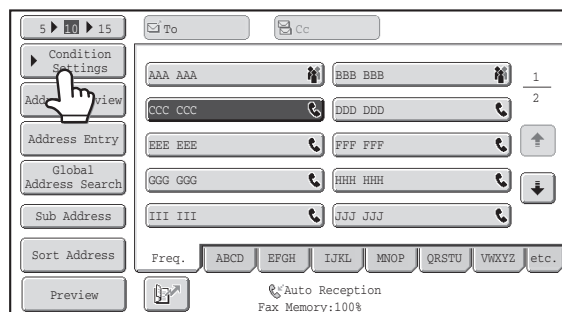 5 10 15
To
Cc
Condition
Settings
AAA AAA
BBB BBB
1
2
CCC CCC
DDD DDD
Address Entry
EEE EEE
FFF FFF
Global
Address Search
GGG GGG
HHH HHH
Sub Address
III III
JJJ JJJ
Sort Address
Freq.
ABCD
EFGH
IJKL
MNOP
QRSTU
VWXYZ
etc.
Preview
Auto Reception
Fax Memory:100%